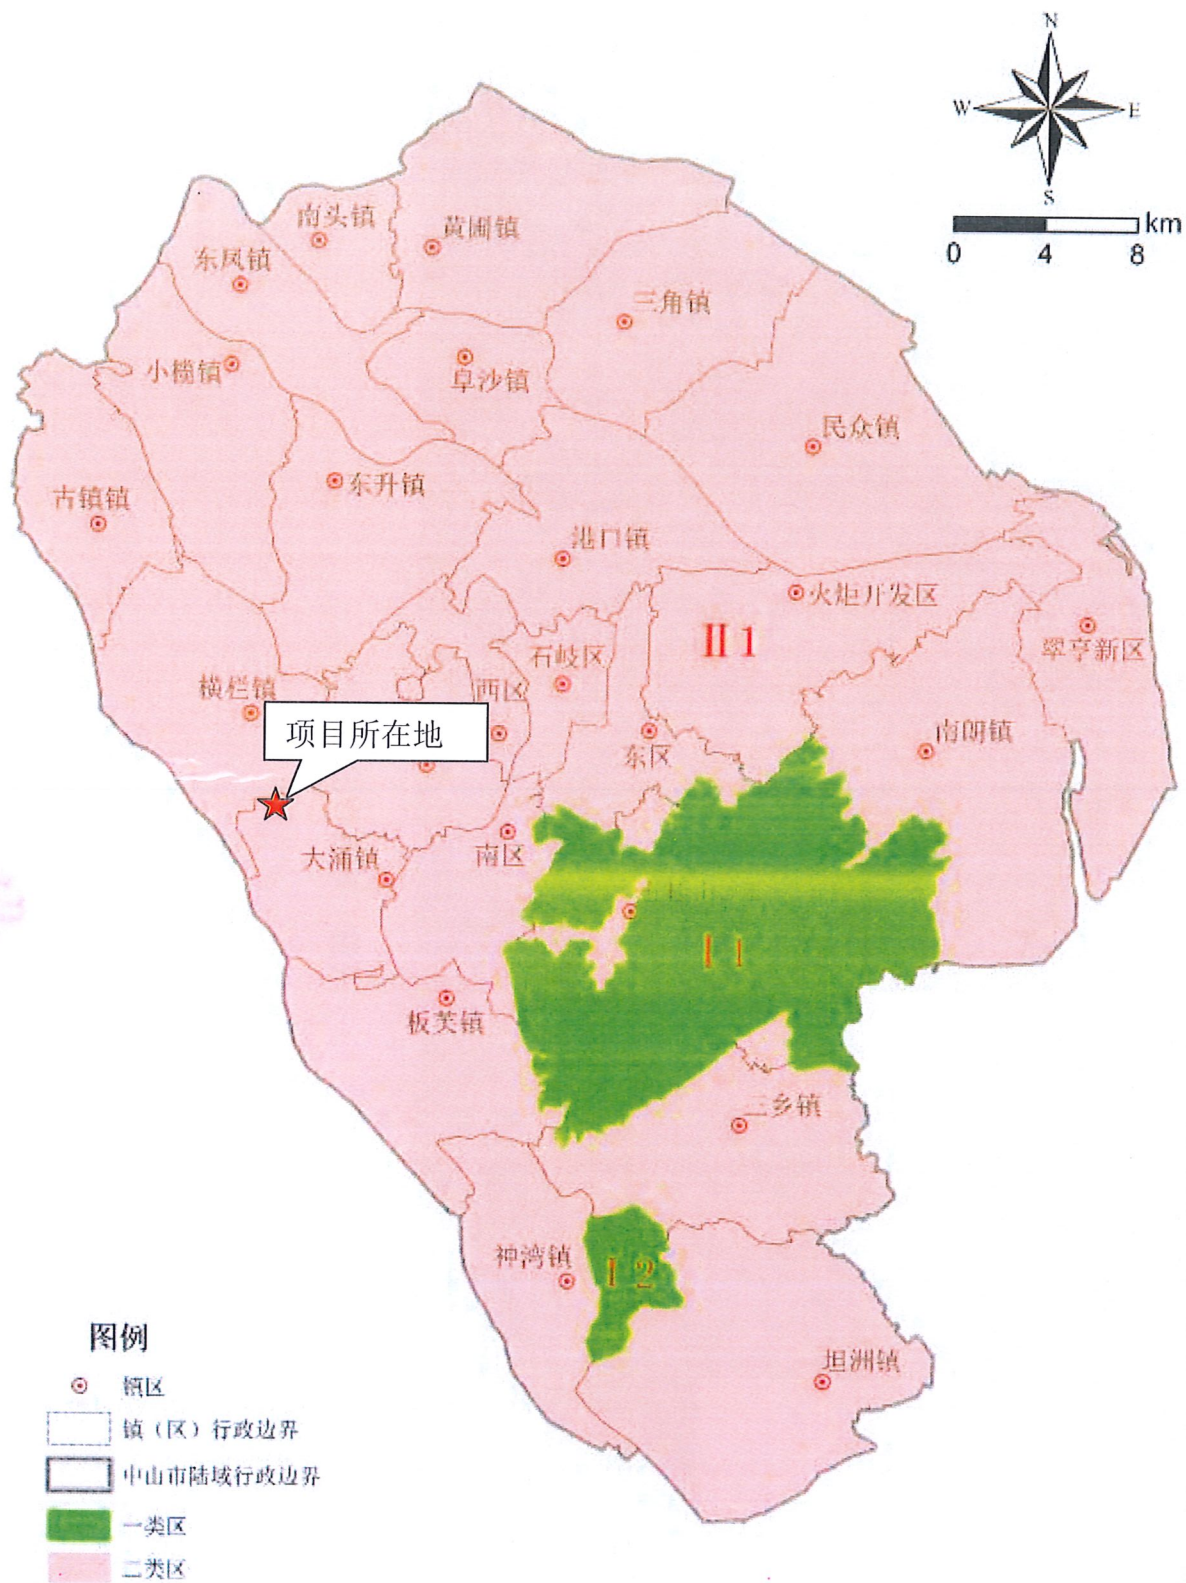 N
W
E
S
km
0
4
8
南头镇
黄圃镇
东凤镇
三角镇
小榄镇
阜沙镇
民众镇
东升镇
古镇镇
港口镇
火炬开发区
II 1
石岐区
翠亨新区
横栏镇
西区
项目所在地
东区
南朗镇
大涌镇
南区
I 1
板芙镇
三乡镇
神湾镇
I 2
坦洲镇
图例
镇区
镇（区）行政边界
中山市陆域行政边界
一类区
二类区